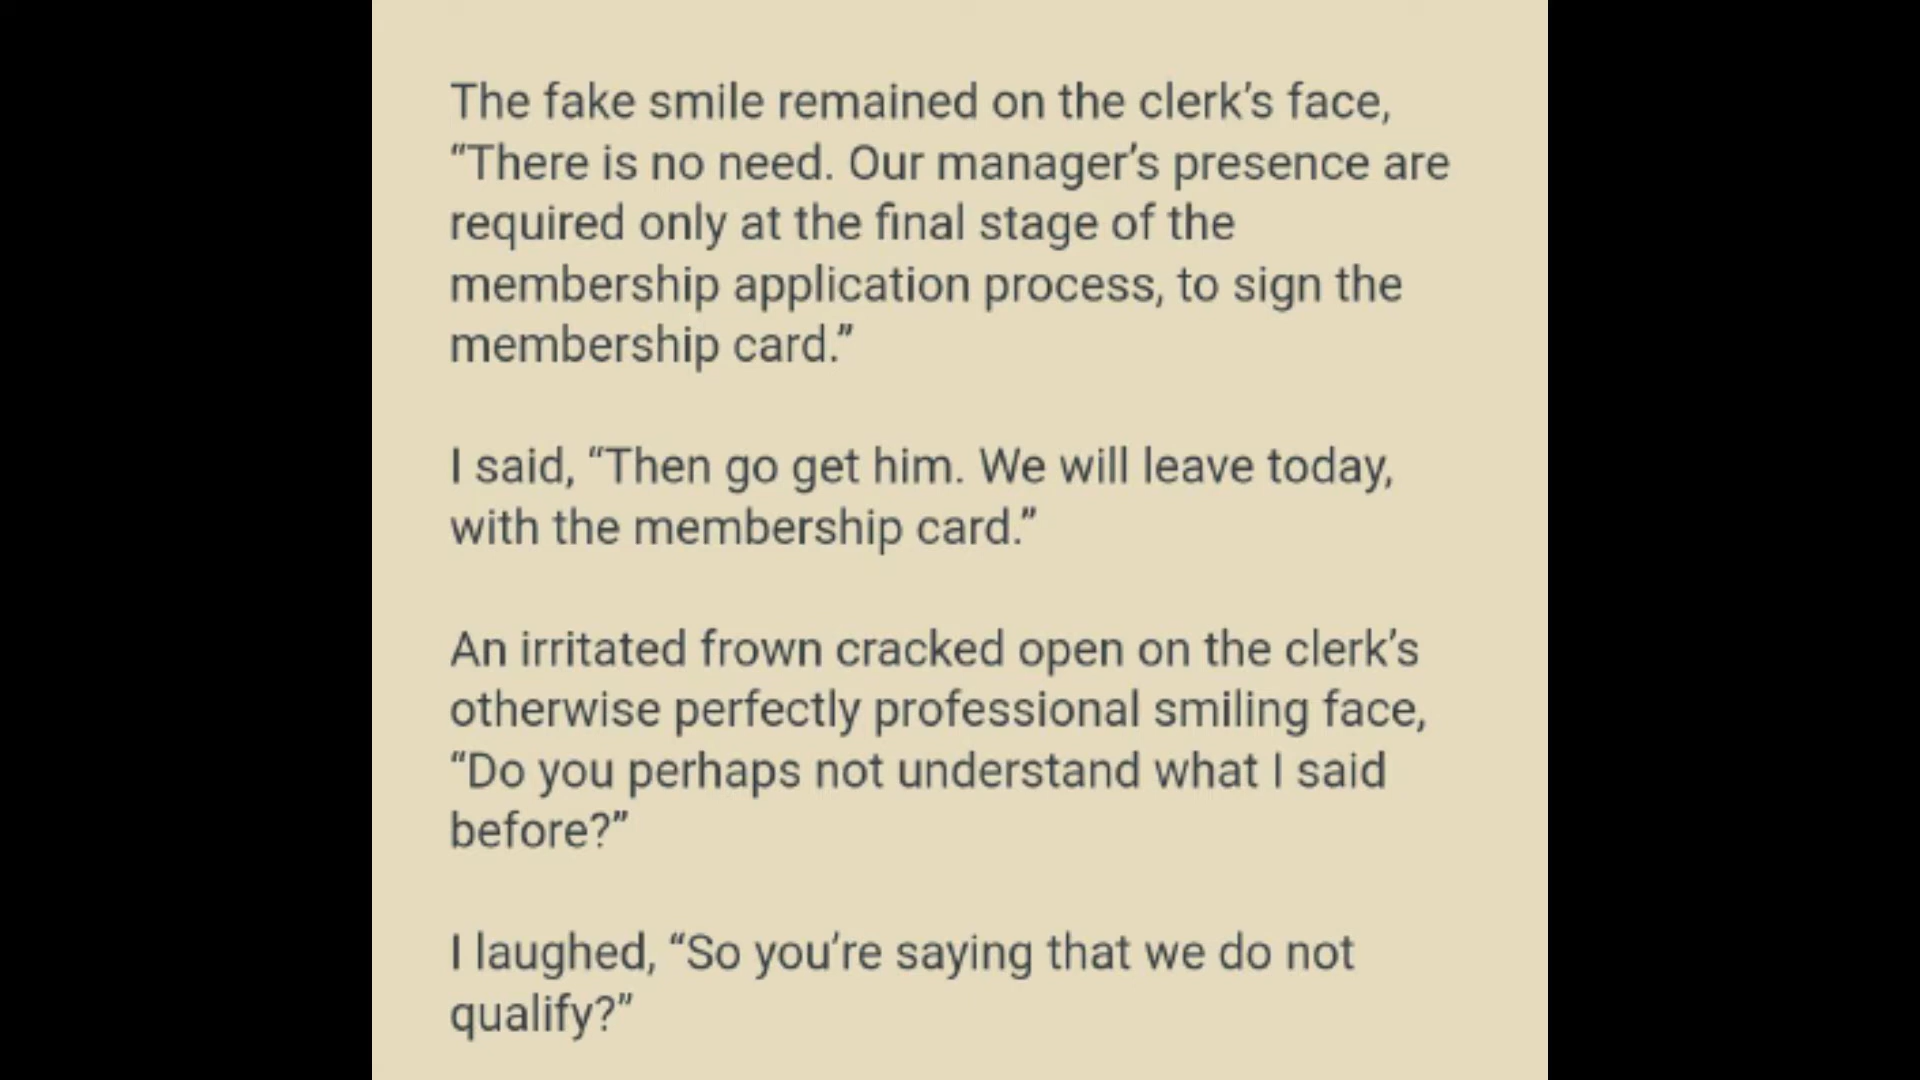 The fake smile remained on the clerk’s face,
“There is no need. Our manager’s presence are
required only at the final stage of the
membership application process, to sign the
membership card.”
I said, “Then go get him. We will leave today,
with the membership card.”
An irritated frown cracked open on the clerk’s
otherwise perfectly professional smiling face,
“Do you perhaps not understand what I said
before?”
I laughed, “So you’re saying that we do not
qualify?”